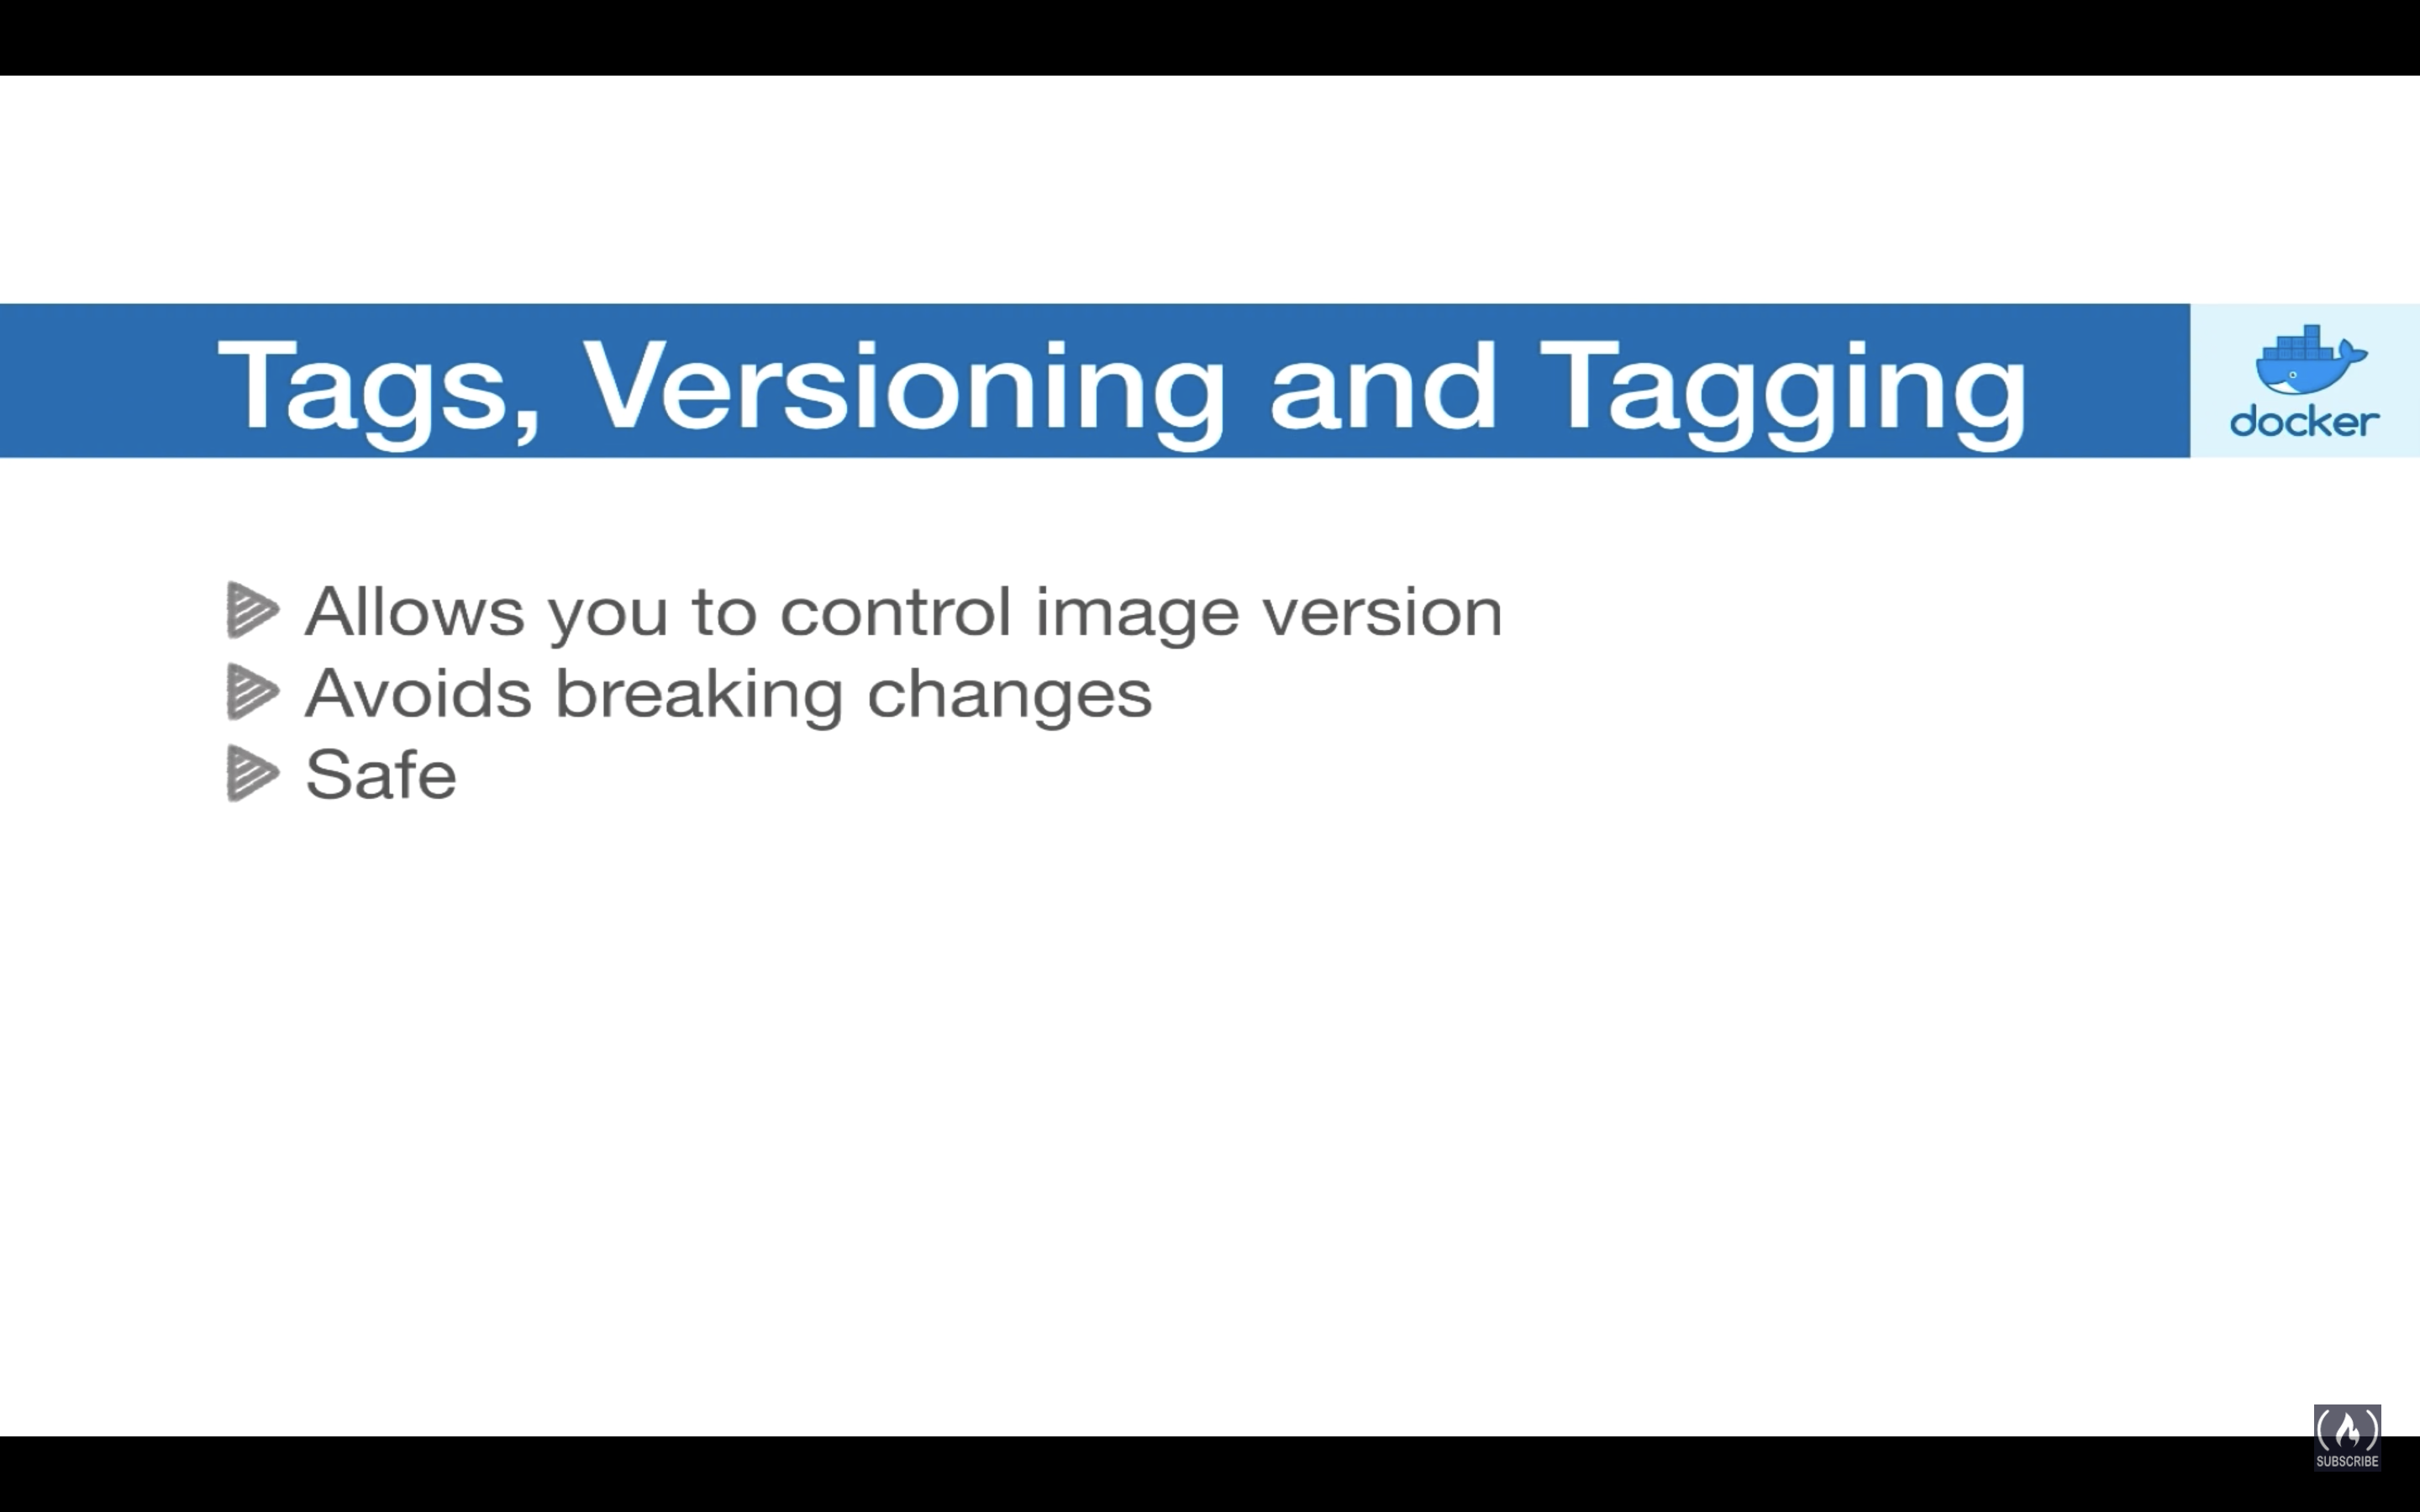 Tags, Versioning and Tagging
docker
Allows you to control image version
Avoids breaking changes
Safe
SUBSCRIBE